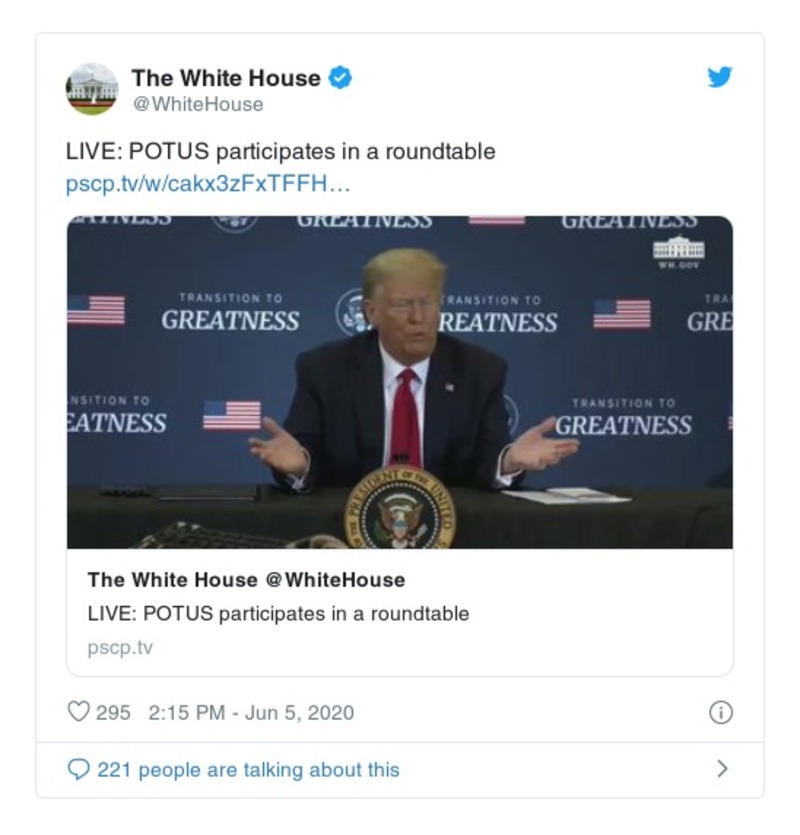 The White House
@WhiteHouse
LIVE: POTUS participates in a roundtable
pscp.tv/w/cakx3zFxTFFH...
EATNESS
GREATNESS
GREATNESS
WH.GOV
TRANSITION TO
GREATNESS
TRANSITION TO
REATNESS
TRA
GRE
NSITION TO
EATNESS
TRANSITION TO
GREATNESS
THE PRESIDENT OF THE UNITED
The White House @WhiteHouse
LIVE: POTUS participates in a roundtable
pscp.tv
295 2:15 PM - Jun 5, 2020
221 people are talking about this